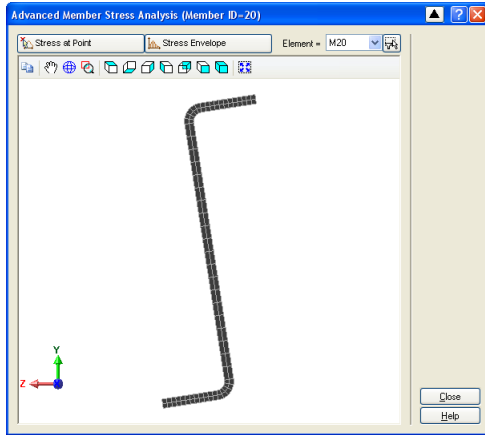 Advanced Member Stress Analysis (Member ID=20)
Stress at Point
Stress Envelope
Element = M20
Y
Z
Close
Help